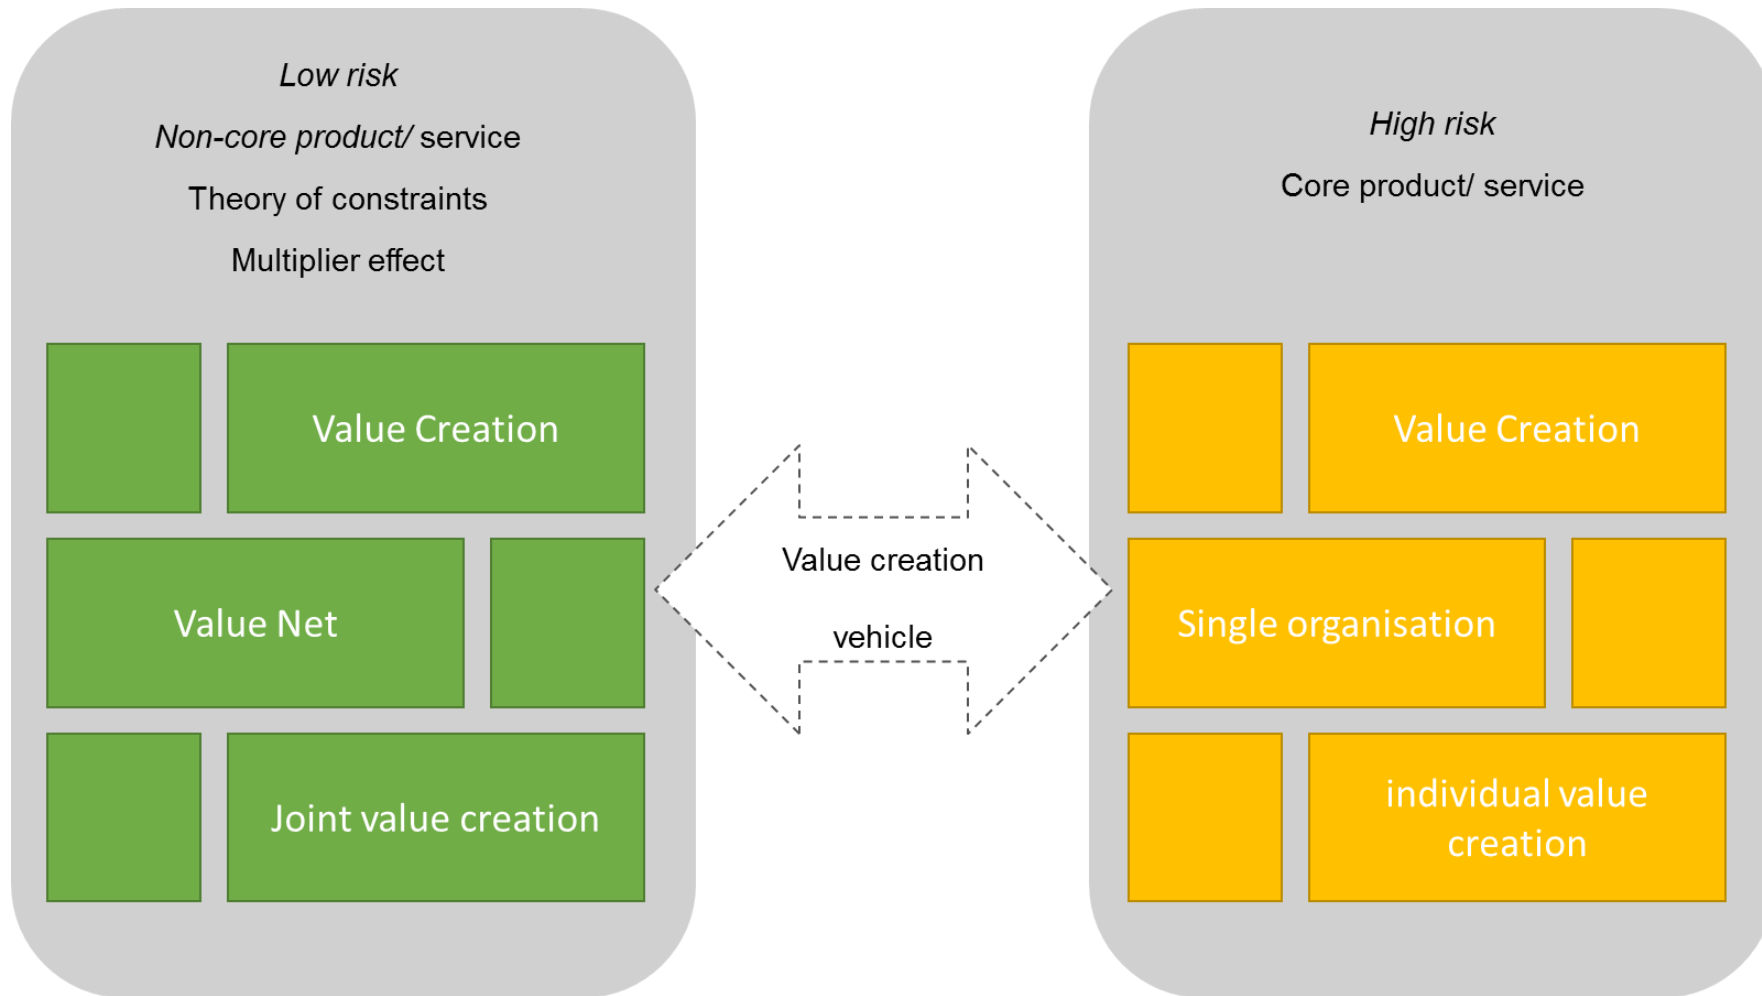 Low risk
Non-core product/ service
Theory of constraints
Multiplier effect
Value Creation
Value Net
Joint value creation
Value creation
vehicle
High risk
Core product/ service
Value Creation
Single organisation
individual value
creation